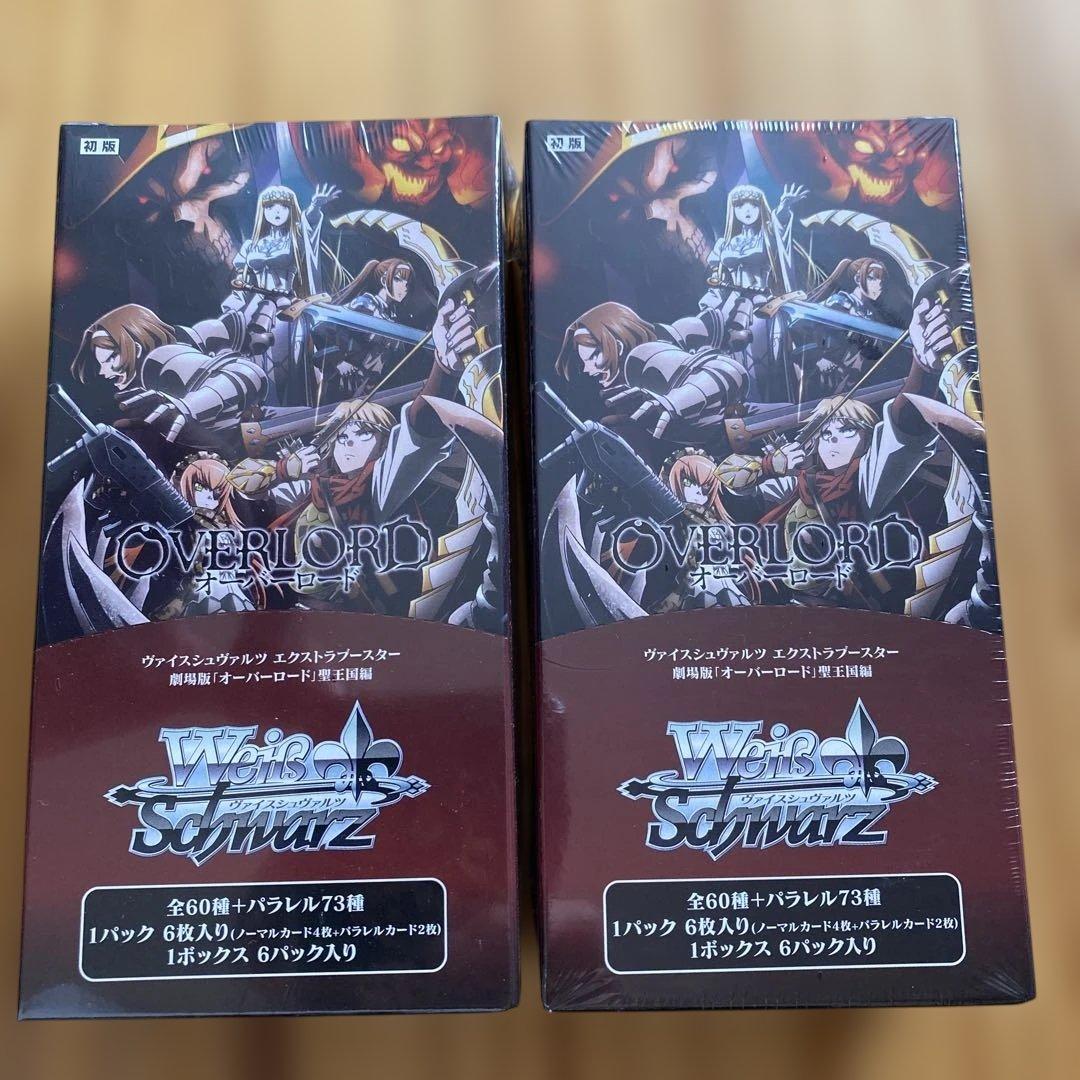 初版
OVERLORD
オーバーロード
ヴァイスシュヴァルツ エクストラブースター
劇場版「オーバーロード」聖王国編
Weiß
ヴァイスシュヴァルツ
Schwarz
全60種+パラレル73種
1パック 6枚入り(ノーマルカード4枚+パラレルカード2枚)
1ボックス 6パック入り
初版
OVERLORD
オーバーロード
ヴァイスシュヴァルツ エクストラブースター
劇場版「オーバーロード」聖王国編
Weiß
ヴァイスシュヴァルツ
Schwarz
全60種+パラレル73種
1パック 6枚入り(ノーマルカード4枚+パラレルカード2枚)
1ボックス 6パック入り